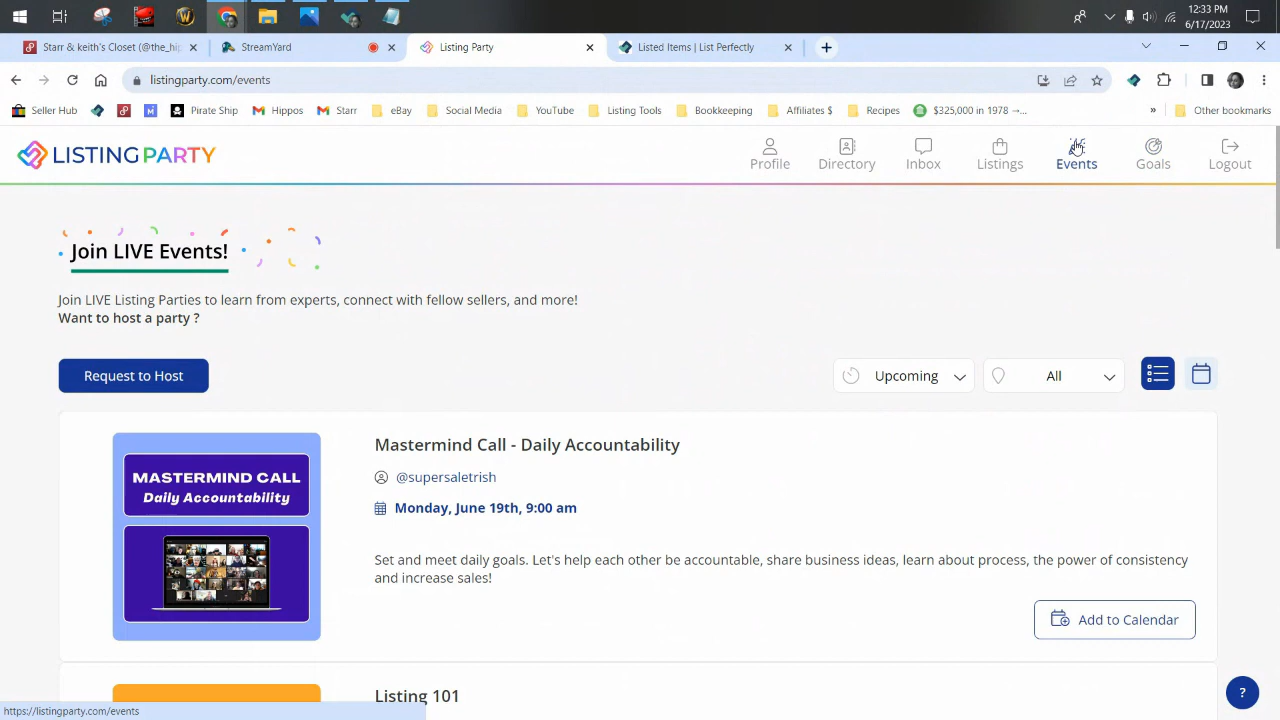 12:33 PM
6/17/2023
Starr & keith's Closet (@the_hip
StreamYard
Listing Party
Listed Items | List Perfectly
listingparty.com/events
Seller Hub
Pirate Ship
Hippos
Starr
eBay
Social Media
YouTube
Listing Tools
Bookkeeping
Affiliates $
Recipes
$325,000 in 1978 →...
»
Other bookmarks
LISTINGPARTY
Profile
Directory
Inbox
Listings
Events
Goals
Logout
Join LIVE Events!
Join LIVE Listing Parties to learn from experts, connect with fellow sellers, and more!
Want to host a party ?
Request to Host
Upcoming
All
MASTERMIND CALL
Daily Accountability
Mastermind Call - Daily Accountability
@supersaletrish
Monday, June 19th, 9:00 am
Set and meet daily goals. Let's help each other be accountable, share business ideas, learn about process, the power of consistency
and increase sales!
Add to Calendar
Listing 101
?
https://listingparty.com/events